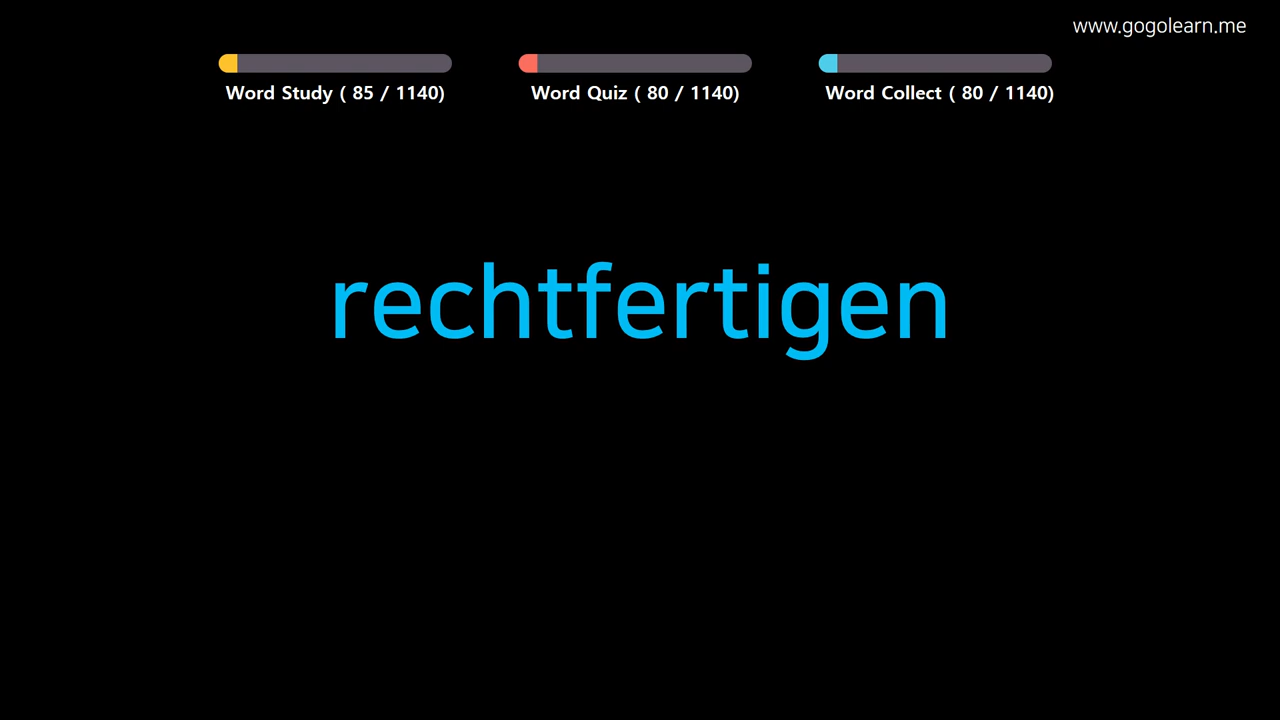 www.gogolearn.me
Word Study ( 85 / 1140)
Word Quiz ( 80 / 1140)
Word Collect ( 80 / 1140)
rechtfertigen